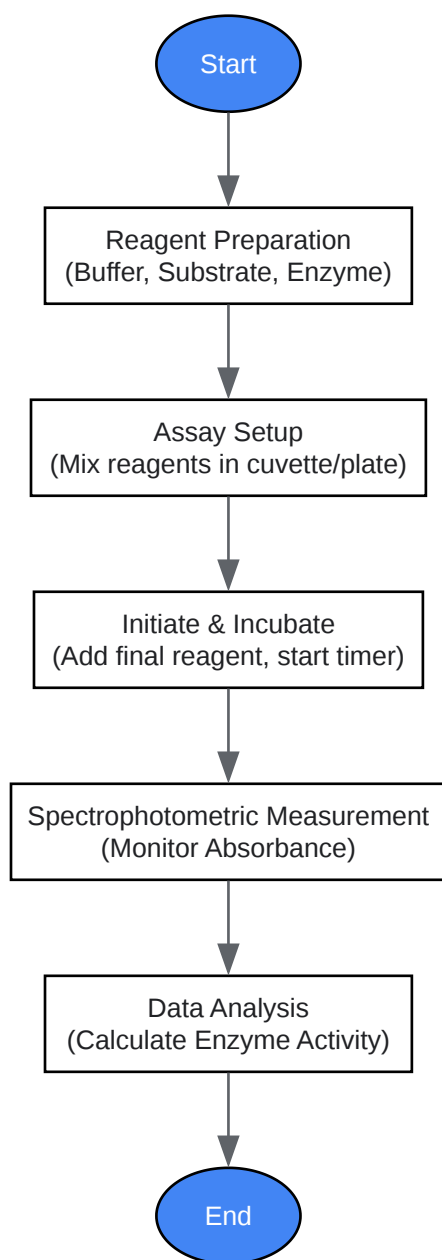 Start
Reagent Preparation
(Buffer, Substrate, Enzyme)
Assay Setup
(Mix reagents in cuvette/plate)
Initiate & Incubate
(Add final reagent, start timer)
Spectrophotometric Measurement
(Monitor Absorbance)
Data Analysis
(Calculate Enzyme Activity)
End